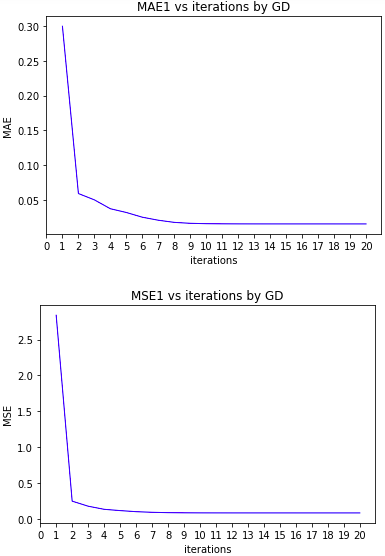 MAE1 vs iterations by GD
0.30
0.25
0.20
0.15
0.10
0.05
MAE
0 1 2 3 4 5 6 7 8 9 10 11 12 13 14 15 16 17 18 19 20
iterations
MSE1 vs iterations by GD
2.5
2.0
1.5
1.0
0.5
0.0
MSE
0 1 2 3 4 5 6 7 8 9 10 11 12 13 14 15 16 17 18 19 20
iterations